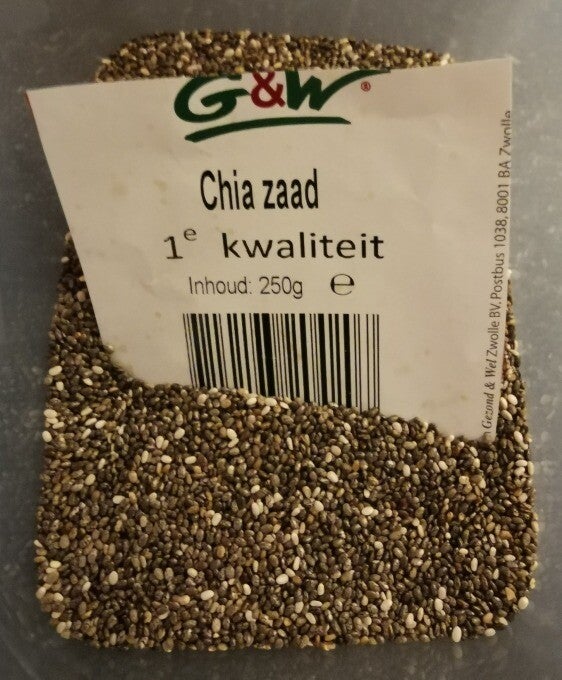 G&W®
Chia zaad
1e kwaliteit
Inhoud: 250g ℮
Gezond & Wel Zwolle BV. Postbus 1038, 8001 BA Zwolle